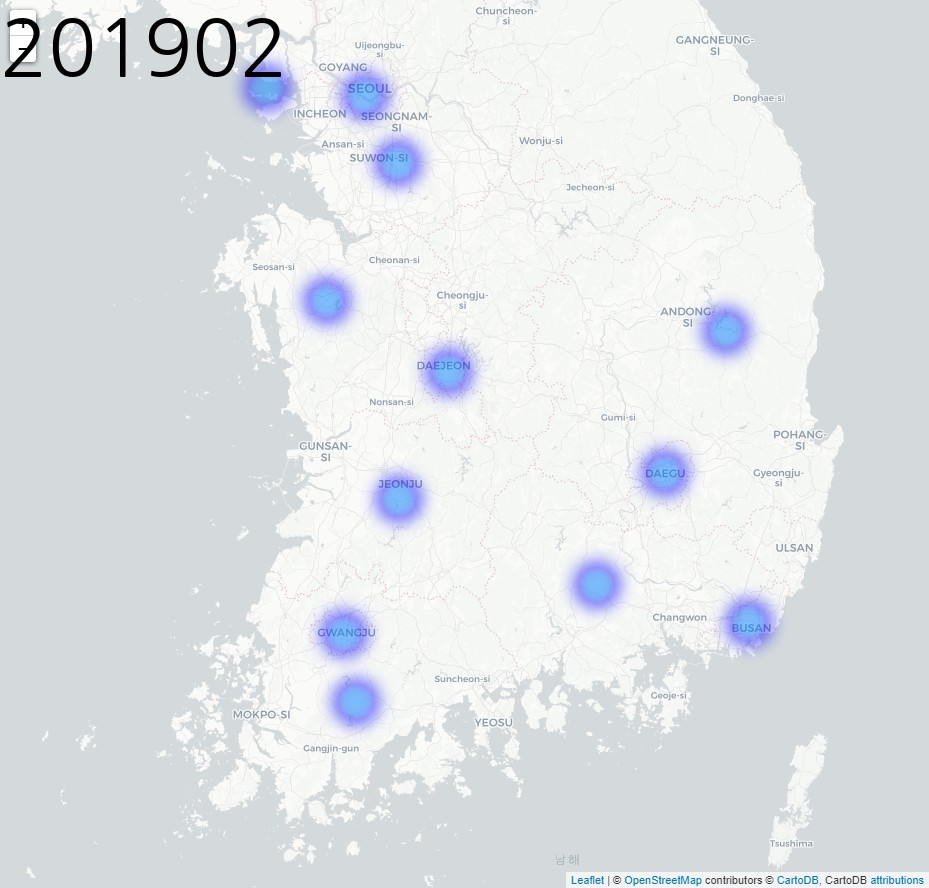 201902
+
−
Chuncheon-
si
GANGNEUNG-
SI
Uijeongbu-
si
GOYANG
SEOUL
Donghae-si
INCHEON
SEONGNAM-
SI
Ansan-si
Wonju-si
SUWON-SI
Jecheon-si
Seosan-si
Cheonan-si
Cheongju-
si
ANDONG-
SI
DAEJEON
Nonsan-si
Gumi-si
GUNSAN-
SI
POHANG-
SI
JEONJU
DAEGU
Gyeongju-
si
ULSAN
Changwon
BUSAN
GWANGJU
Suncheon-si
Geoje-si
MOKPO-SI
YEOSU
Gangjin-gun
Tsushima
남해
Leaflet | © OpenStreetMap contributors © CartoDB, CartoDB attributions